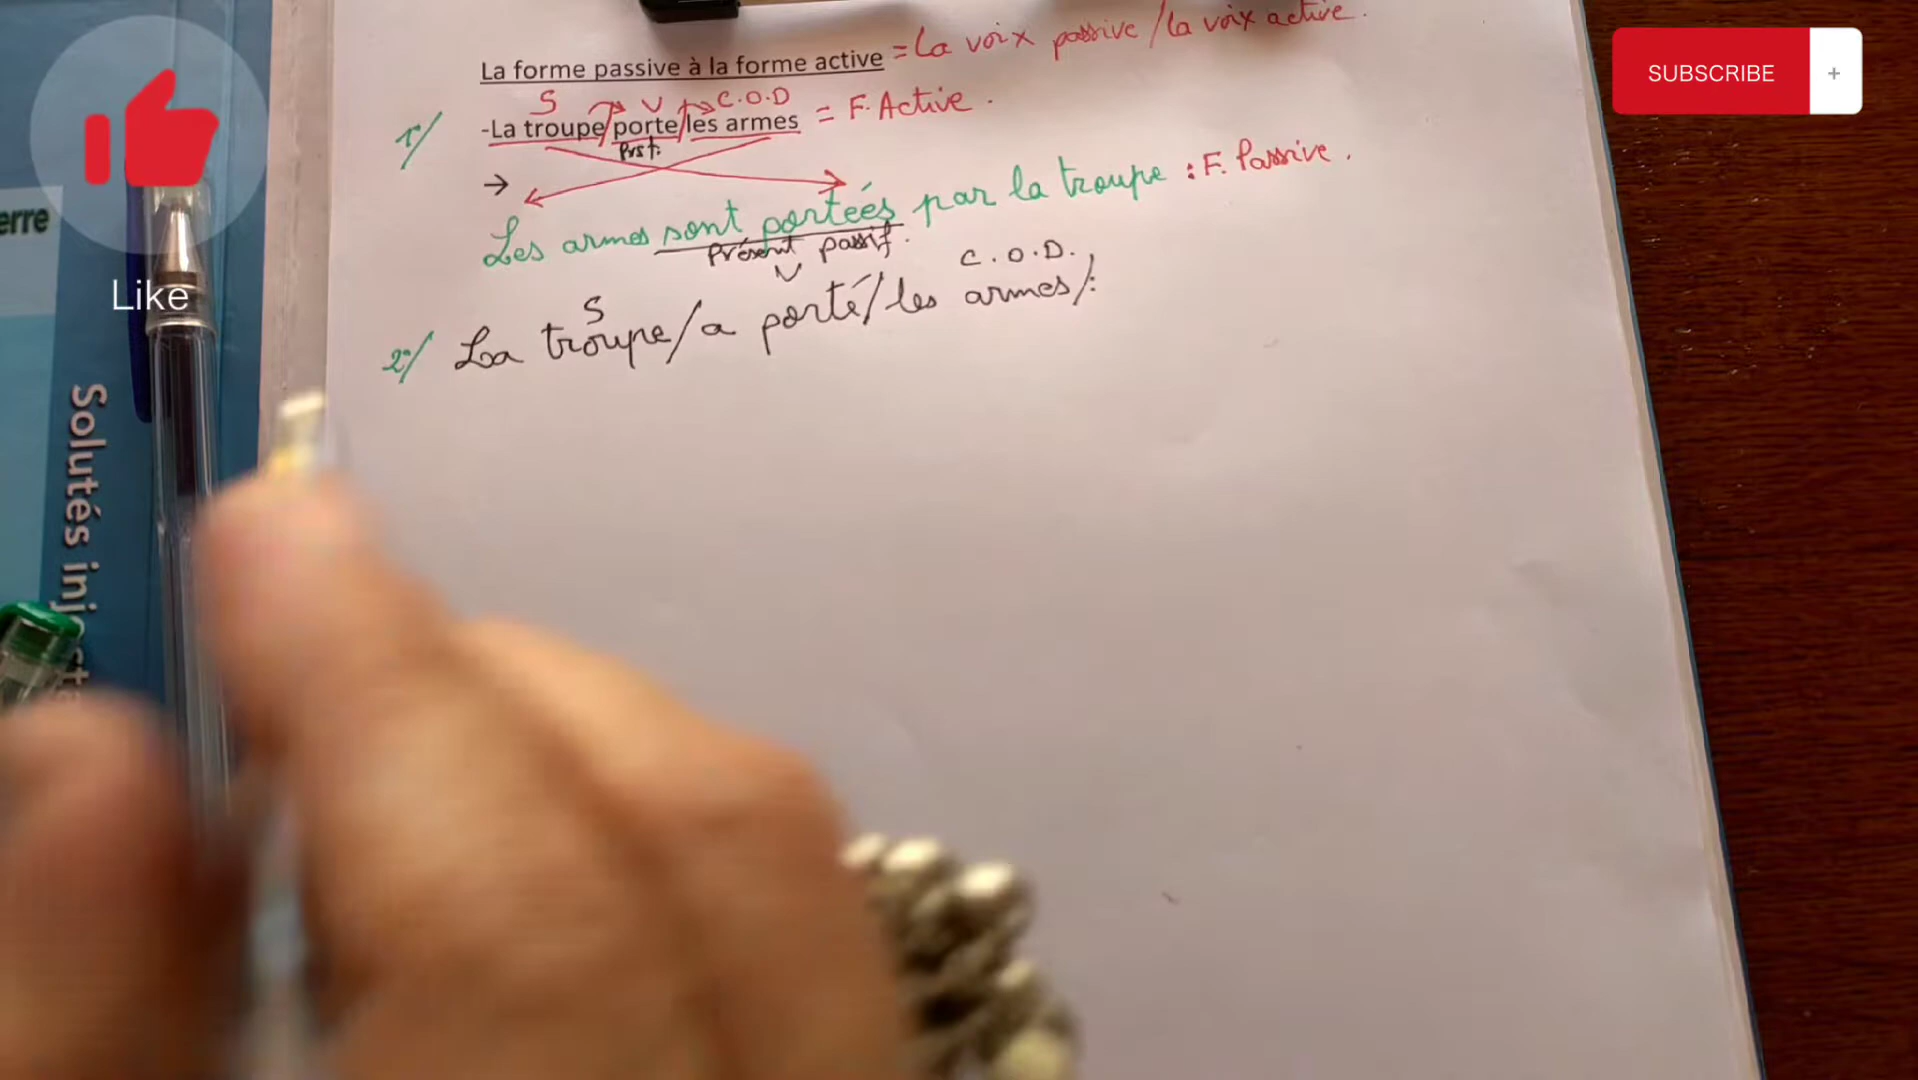 La forme passive à la forme active = La voix passive / la voix active.
S V C.O.D
1°/ -La troupe/porte/les armes = F. Active.
Prst.
→
Les armes sont portées par la troupe : F. Passive.
Présent passif.
S V C.O.D.
2°/ La troupe/a porté/les armes/:
erre
Solutés inj
Like
SUBSCRIBE +